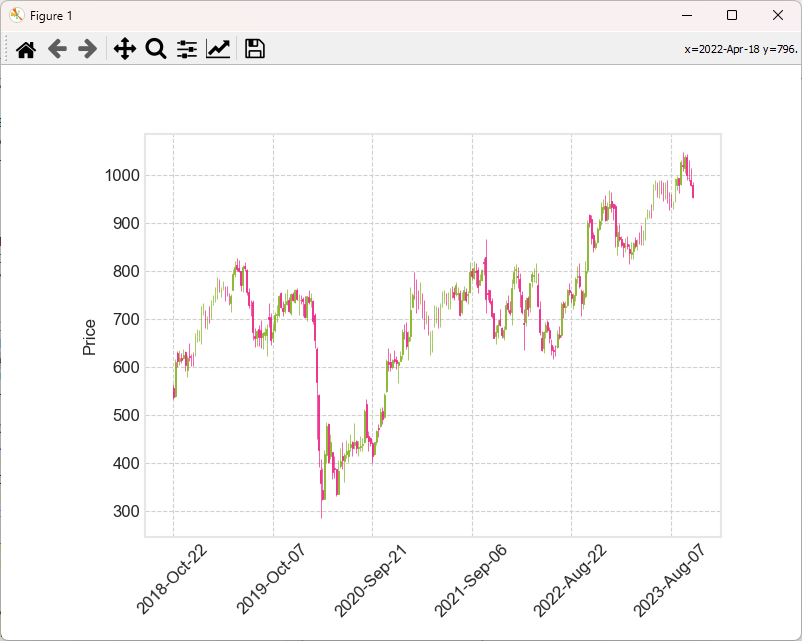 Figure 1
x=2022-Apr-18 y=796.
1000
900
800
700
600
500
400
300
Price
2018-Oct-22
2019-Oct-07
2020-Sep-21
2021-Sep-06
2022-Aug-22
2023-Aug-07